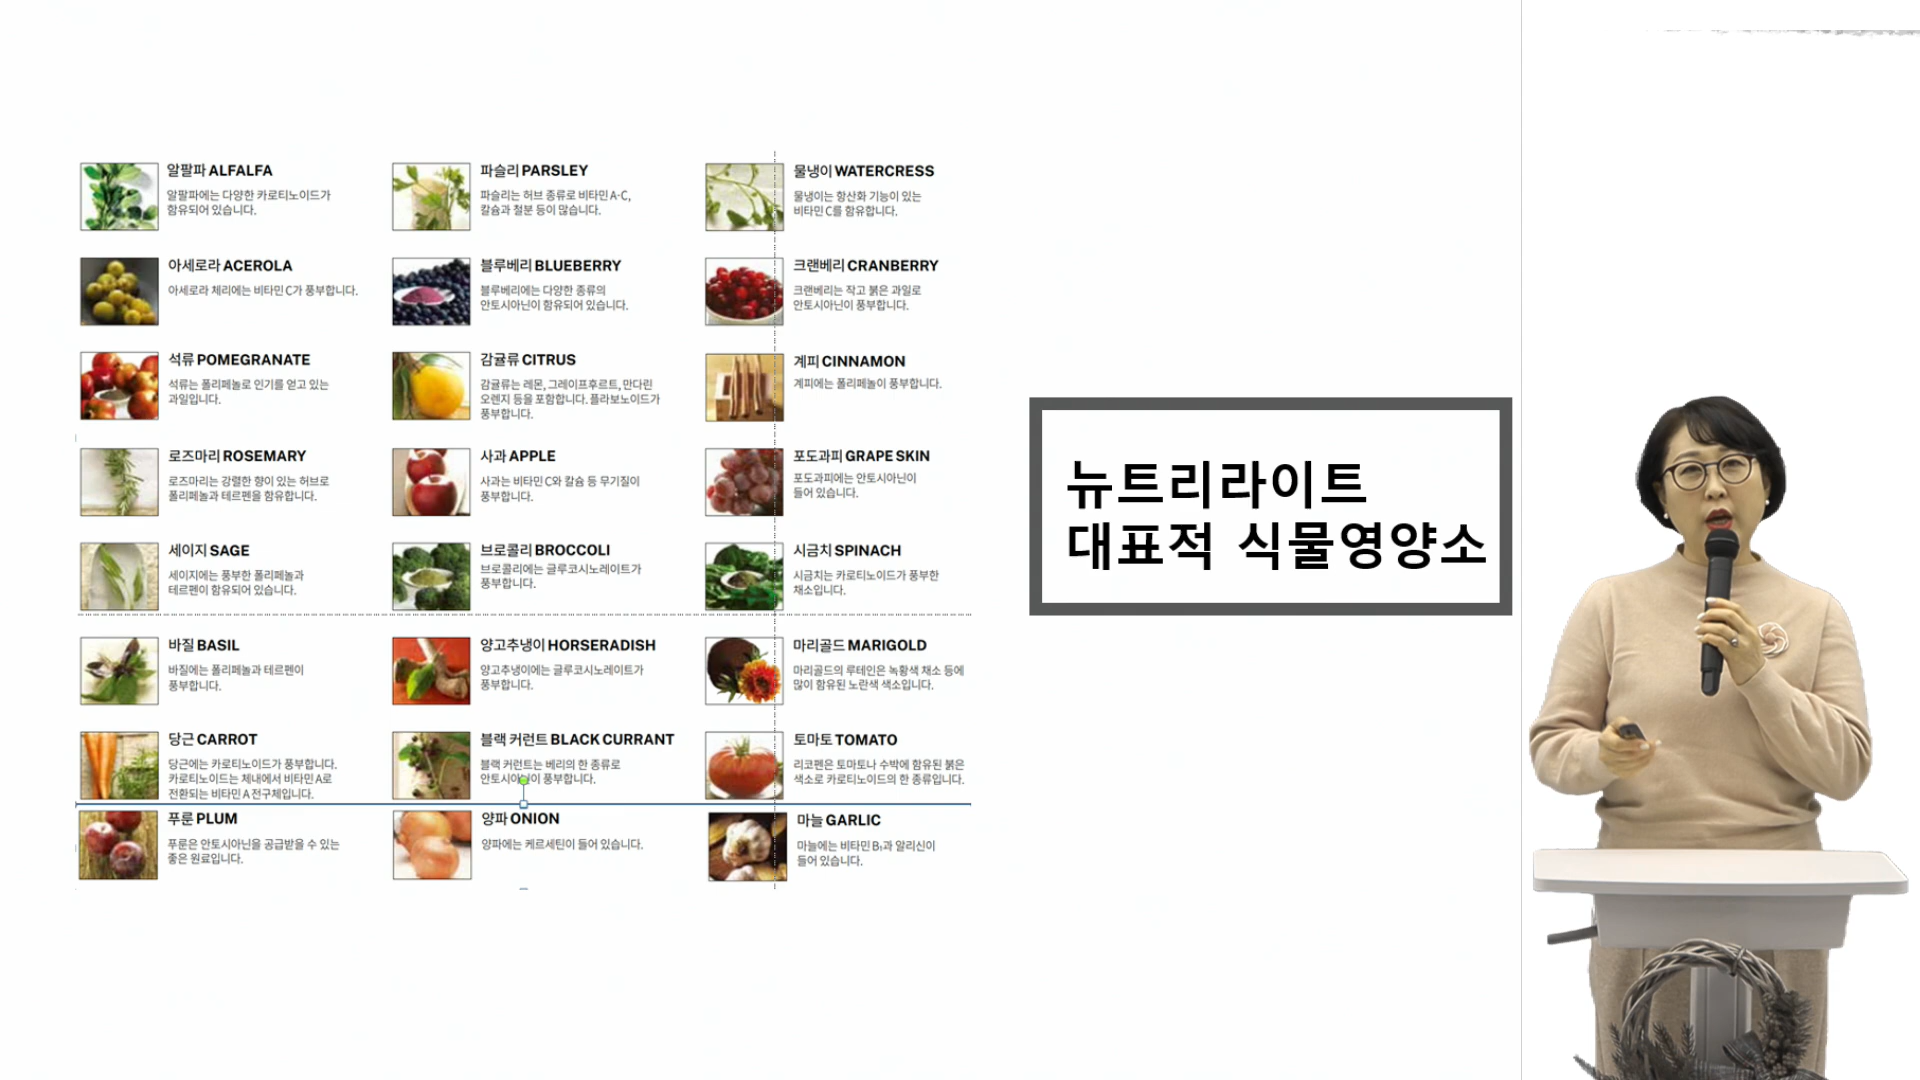 알팔파 ALFALFA
알팔파에는 다양한 카로티노이드가
함유되어 있습니다.
파슬리 PARSLEY
파슬리는 허브 종류로 비타민 A·C,
칼슘과 철분 등이 많습니다.
물냉이 WATERCRESS
물냉이는 항산화 기능이 있는
비타민 C를 함유합니다.
아세로라 ACEROLA
아세로라 체리에는 비타민 C가 풍부합니다.
블루베리 BLUEBERRY
블루베리에는 다양한 종류의
안토시아닌이 함유되어 있습니다.
크랜베리 CRANBERRY
크랜베리는 작고 붉은 과일로
안토시아닌이 풍부합니다.
석류 POMEGRANATE
석류는 폴리페놀로 인기를 얻고 있는
과일입니다.
감귤류 CITRUS
감귤류는 레몬, 그레이프후르트, 만다린
오렌지 등을 포함합니다. 플라보노이드가
풍부합니다.
계피 CINNAMON
계피에는 폴리페놀이 풍부합니다.
로즈마리 ROSEMARY
로즈마리는 강렬한 향이 있는 허브로
폴리페놀과 테르펜을 함유합니다.
사과 APPLE
사과는 비타민 C와 칼슘 등 무기질이
풍부합니다.
포도과피 GRAPE SKIN
포도과피에는 안토시아닌이
들어 있습니다.
세이지 SAGE
세이지에는 풍부한 폴리페놀과
테르펜이 함유되어 있습니다.
브로콜리 BROCCOLI
브로콜리에는 글루코시노레이트가
풍부합니다.
시금치 SPINACH
시금치는 카로티노이드가 풍부한
채소입니다.
바질 BASIL
바질에는 폴리페놀과 테르펜이
풍부합니다.
양고추냉이 HORSERADISH
양고추냉이에는 글루코시노레이트가
풍부합니다.
마리골드 MARIGOLD
마리골드의 루테인은 녹황색 채소 등에
많이 함유된 노란색 색소입니다.
당근 CARROT
당근에는 카로티노이드가 풍부합니다.
카로티노이드는 체내에서 비타민 A로
전환되는 비타민 A 전구체입니다.
블랙 커런트 BLACK CURRANT
블랙 커런트는 베리의 한 종류로
안토시아닌이 풍부합니다.
토마토 TOMATO
리코펜은 토마토나 수박에 함유된 붉은
색소로 카로티노이드의 한 종류입니다.
푸룬 PLUM
푸룬은 안토시아닌을 공급받을 수 있는
좋은 원료입니다.
양파 ONION
양파에는 케르세틴이 들어 있습니다.
마늘 GARLIC
마늘에는 비타민 B₁과 알리신이
들어 있습니다.
뉴트리라이트
대표적 식물영양소